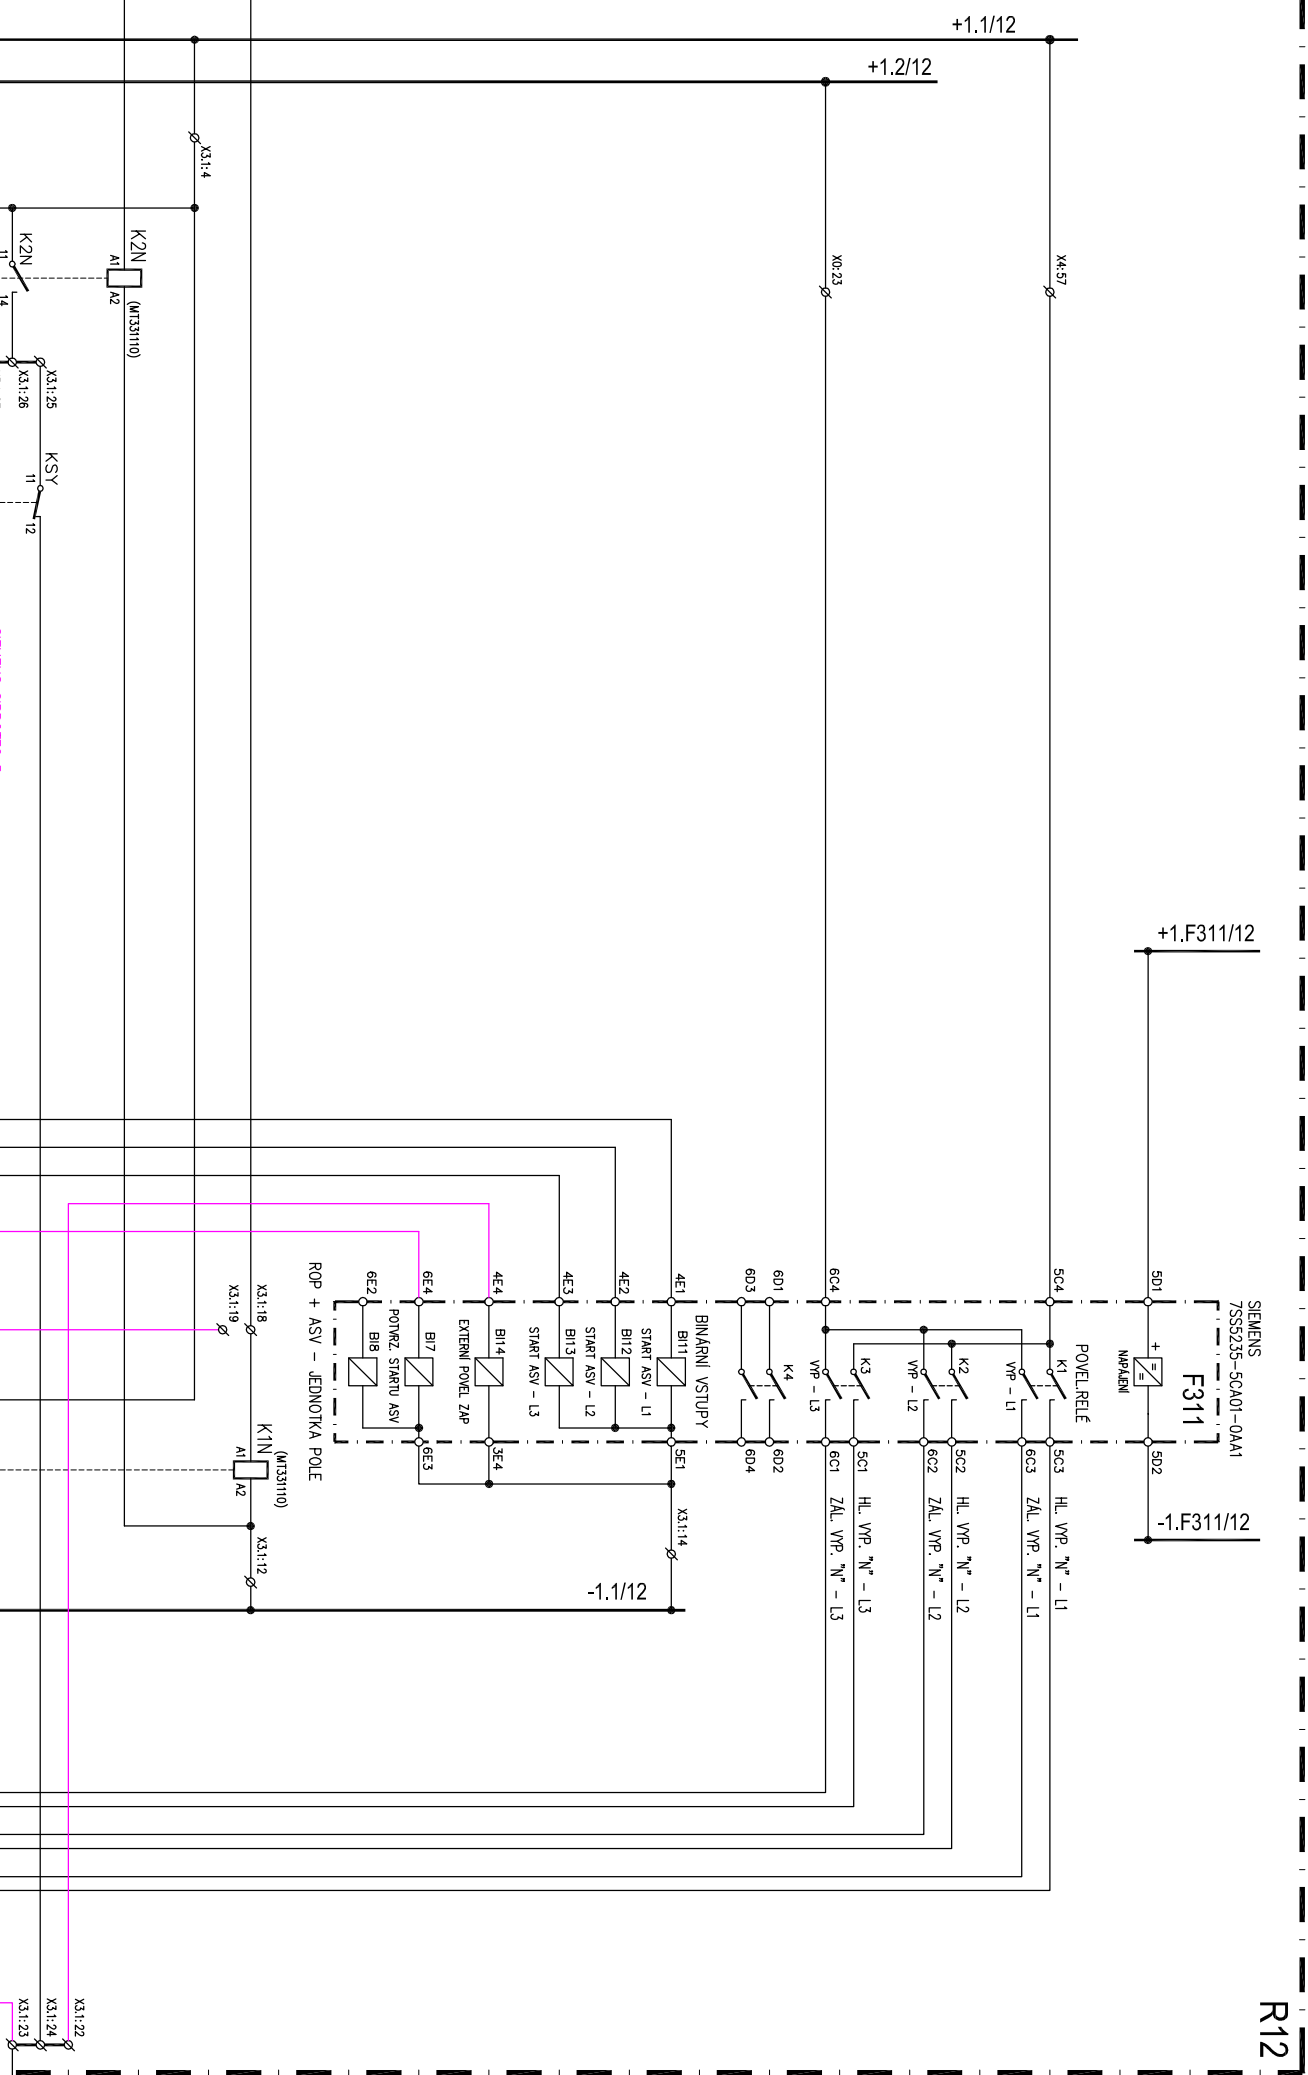 +1.1/12
+1.2/12
X3.1:4
K2N
11
14
K2N
A1
A2
(MT331110)
X0:23
X4:57
X3.1:26
X3.1:25
KSY
11
12
+1.F311/12
SIEMENS
7SS5235-5CA01-0AA1
F311
5D1
+
NAPÁJENÍ
5D2
-1.F311/12
POVEL.RELÉ
5C4
K1
VYP - L1
5C3
HL. VYP. "N" - L1
6C3
ZÁL. VYP. "N" - L1
K2
VYP - L2
5C2
HL. VYP. "N" - L2
6C2
ZÁL. VYP. "N" - L2
6C4
K3
VYP - L3
5C1
HL. VYP. "N" - L3
6C1
ZÁL. VYP. "N" - L3
6D1
6D3
K4
6D2
6D4
BINÁRNÍ VSTUPY
4E1
BI11
START ASV - L1
5E1
4E2
BI12
START ASV - L2
4E3
BI13
START ASV - L3
4E4
BI14
EXTERNÍ POVEL ZAP
3E4
6E4
BI7
POTVRZ. STARTU ASV
6E3
6E2
BI8
ROP + ASV - JEDNOTKA POLE
X3.1:18
X3.1:19
K1N
(MT331110)
A1
A2
X3.1:12
X3.1:14
-1.1/12
X3.1:22
X3.1:24
X3.1:23
R12